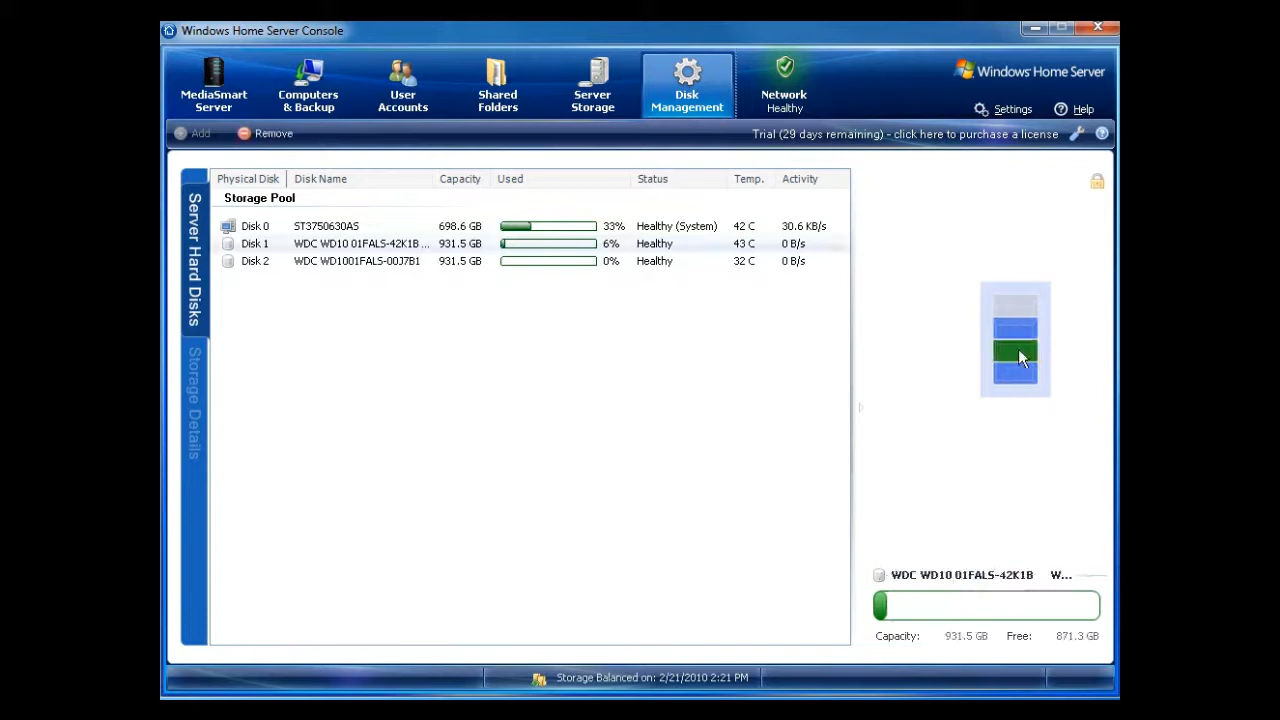 Windows Home Server Console
MediaSmart Server
Computers & Backup
User Accounts
Shared Folders
Server Storage
Disk Management
Network Healthy
Windows Home Server
Settings Help
Add Remove Trial (29 days remaining) - click here to purchase a license
Server Hard Disks
Storage Details
Physical Disk Disk Name Capacity Used Status Temp. Activity
Storage Pool
Disk 0 ST3750630AS 698.6 GB 33% Healthy (System) 42 C 30.6 KB/s
Disk 1 WDC WD10 01FALS-42K1B ... 931.5 GB 6% Healthy 43 C 0 B/s
Disk 2 WDC WD1001FALS-00J7B1 931.5 GB 0% Healthy 32 C 0 B/s
WDC WD10 01FALS-42K1B W...
Capacity: 931.5 GB Free: 871.3 GB
Storage Balanced on: 2/21/2010 2:21 PM